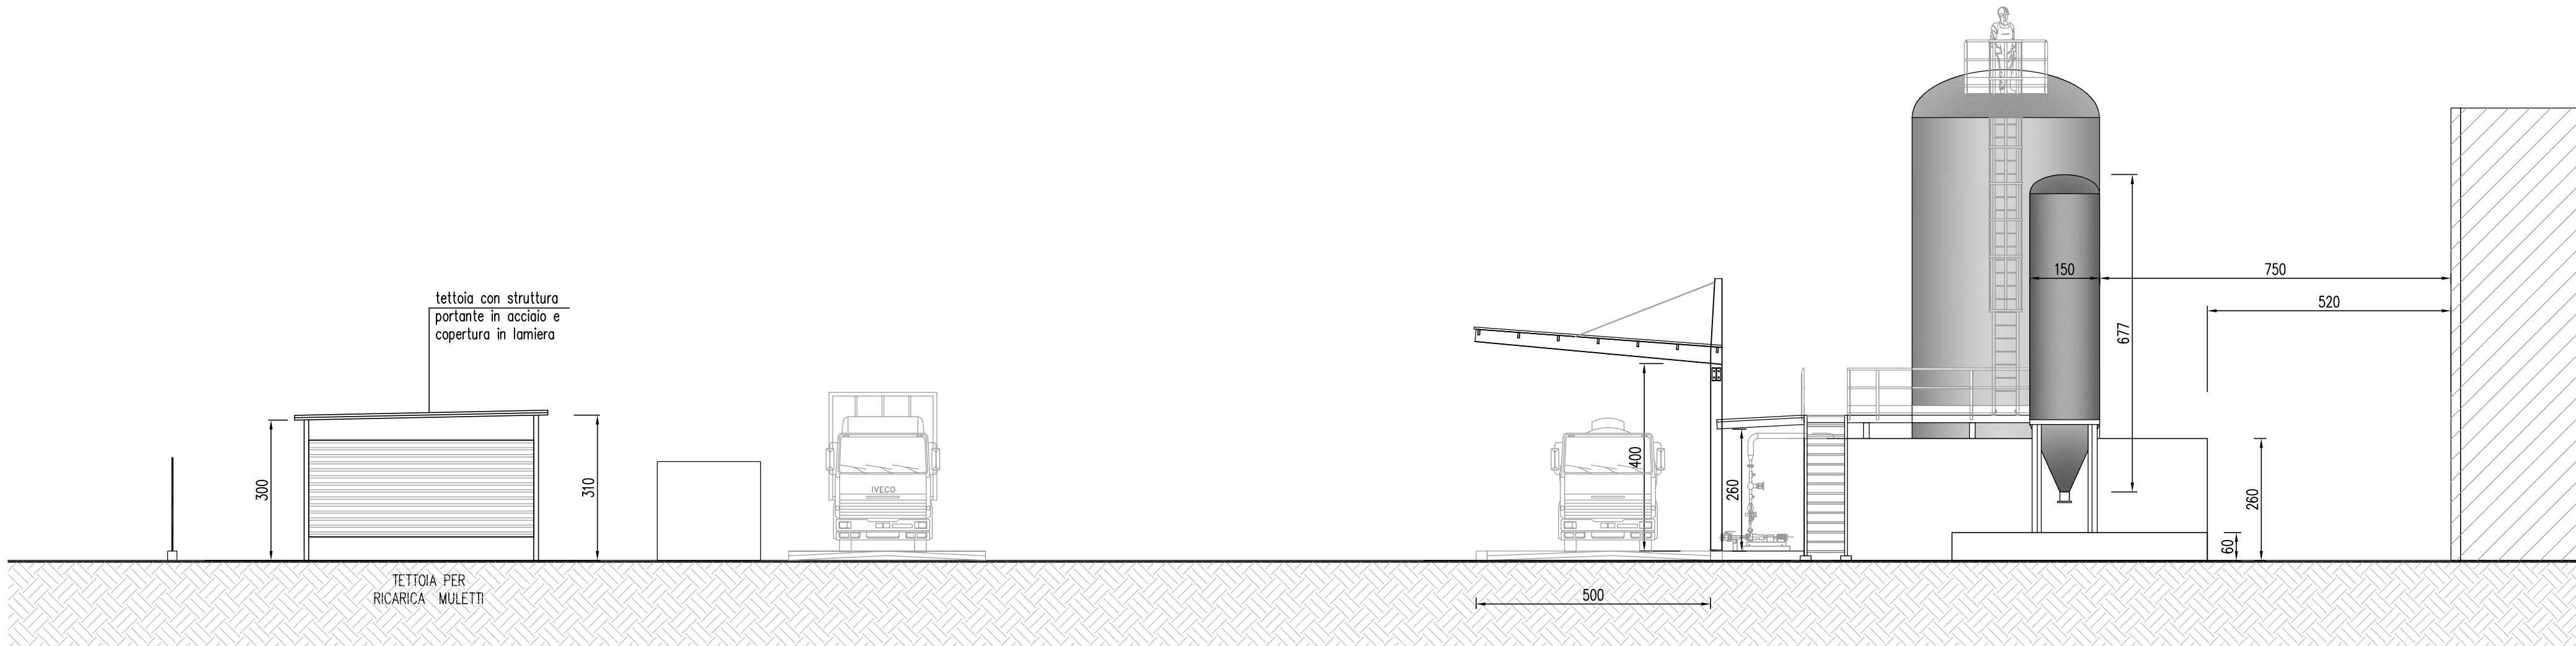 tettoia con struttura
portante in acciaio e
copertura in lamiera
300
310
TETTOIA PER
RICARICA MULETTI
IVECO
400
260
500
150
750
520
677
260
60